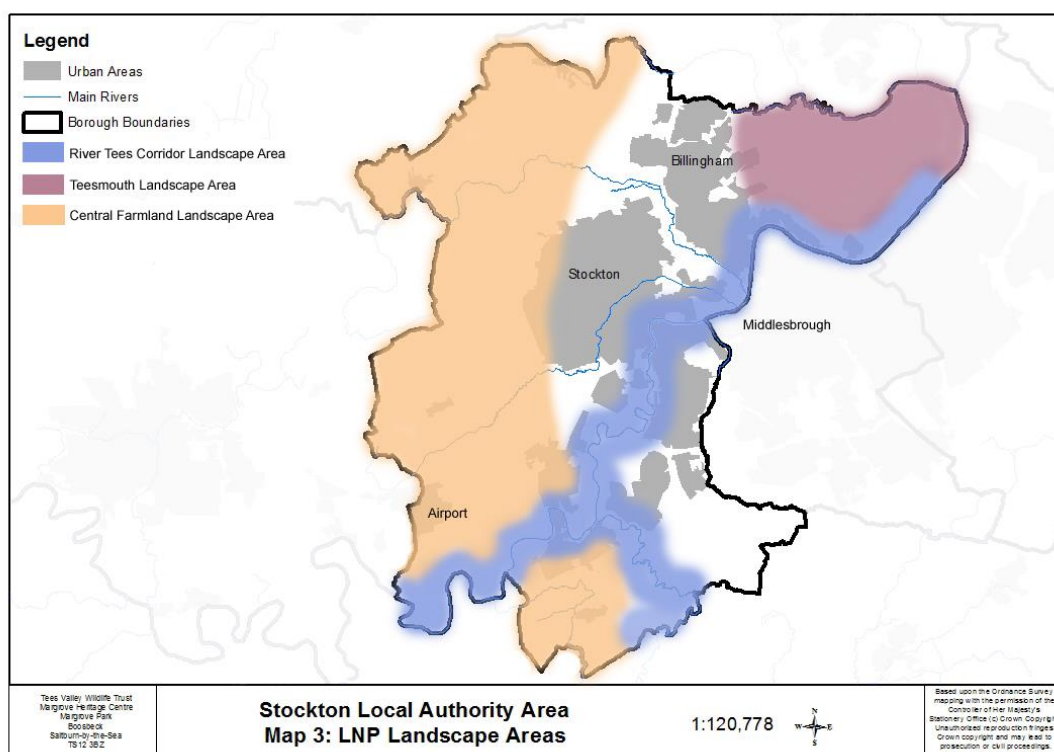 Legend
Urban Areas
Main Rivers
Borough Boundaries
River Tees Corridor Landscape Area
Teesmouth Landscape Area
Central Farmland Landscape Area
Billingham
Stockton
Middlesbrough
Airport
Tees Valley Wildlife Trust
Margrove Heritage Centre
Margrove Park
Boosbeck
Saltburn-by-the-Sea
TS12 3BZ
Stockton Local Authority Area
Map 3: LNP Landscape Areas
1:120,778
N
W E
S
Based upon the Ordnance Survey
mapping with the permission of the
Controller of Her Majesty's
Stationery Office (c) Crown Copyright
Unauthorised reproduction fringes
Crown copyright and may lead to
prosecution or civil proceedings